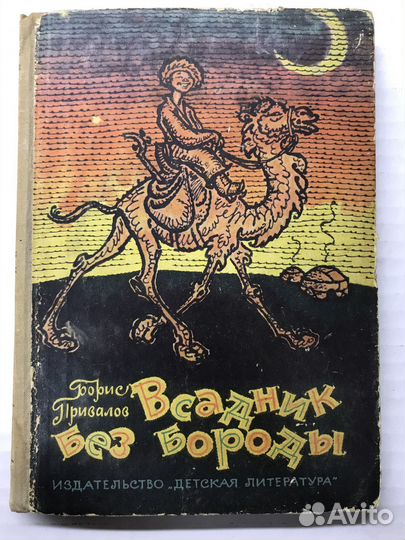 Борис
Привалов
Всадник
без бороды
ИЗДАТЕЛЬСТВО „ДЕТСКАЯ ЛИТЕРАТУРА"
Avito